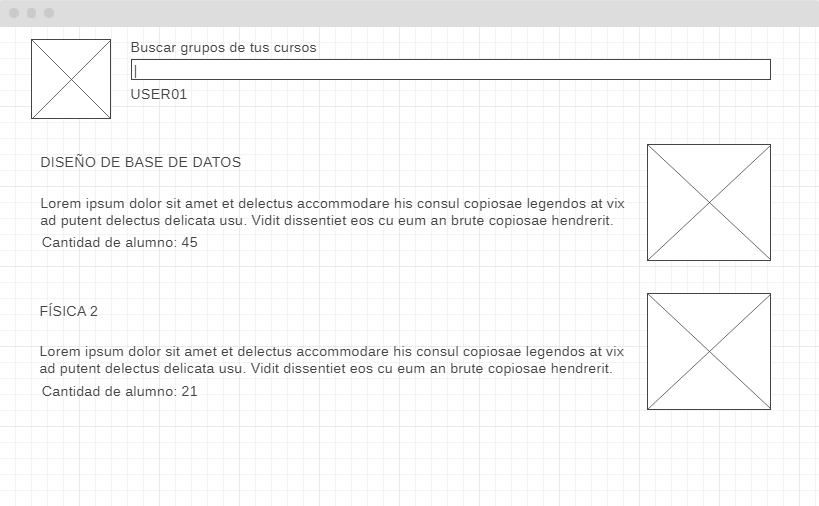 Buscar grupos de tus cursos
USER01
DISEÑO DE BASE DE DATOS
Lorem ipsum dolor sit amet et delectus accommodare his consul copiosae legendos at vix
ad putent delectus delicata usu. Vidit dissentiet eos cu eum an brute copiosae hendrerit.
Cantidad de alumno: 45
FÍSICA 2
Lorem ipsum dolor sit amet et delectus accommodare his consul copiosae legendos at vix
ad putent delectus delicata usu. Vidit dissentiet eos cu eum an brute copiosae hendrerit.
Cantidad de alumno: 21